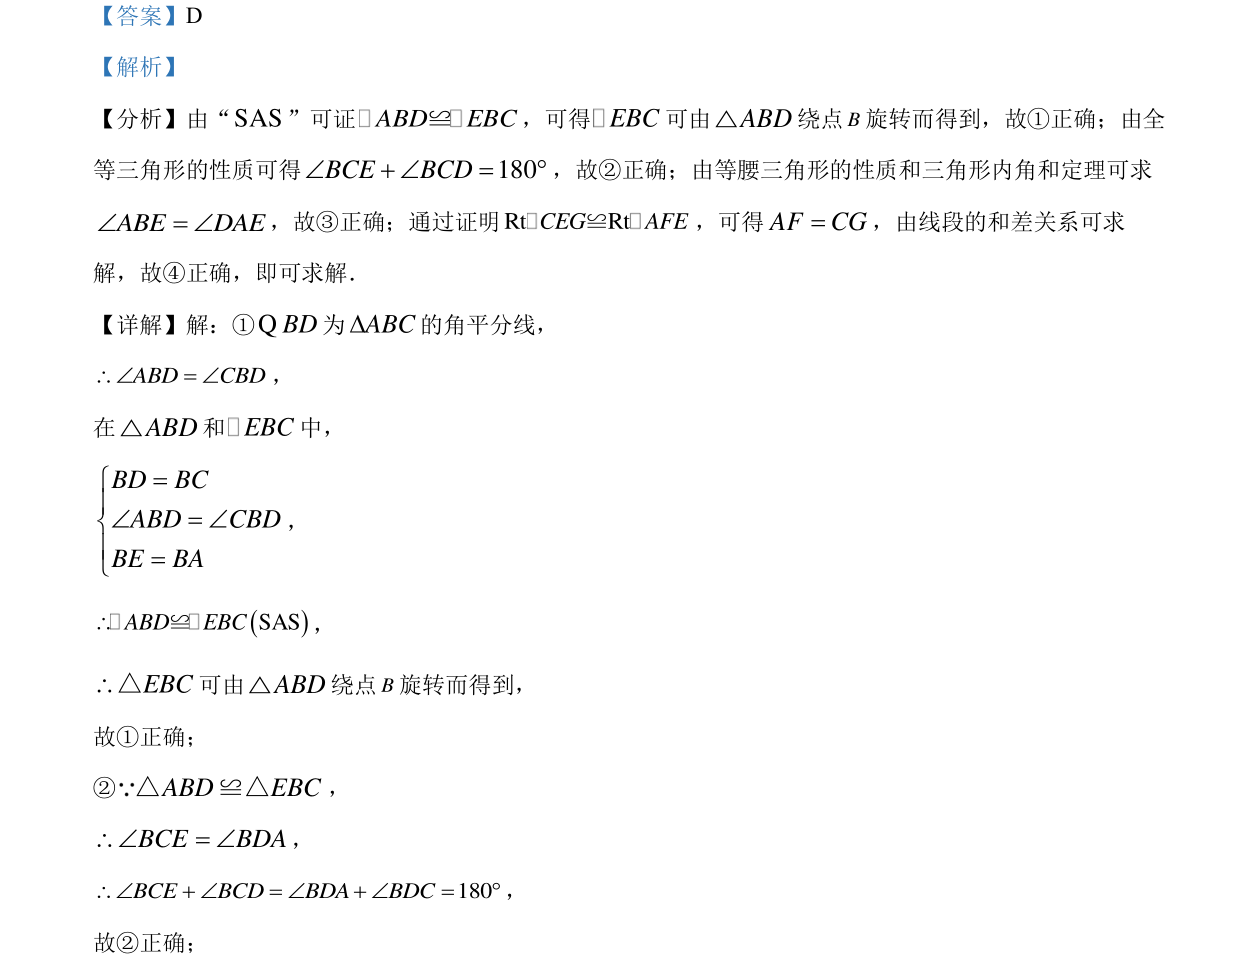 【答案】D
【解析】
【分析】由“SAS”可证□ABD≌□EBC，可得□EBC可由△ABD绕点B旋转而得到，故①正确；由全
等三角形的性质可得∠BCE+∠BCD=180°，故②正确；由等腰三角形的性质和三角形内角和定理可求
∠ABE=∠DAE，故③正确；通过证明Rt□CEG≌Rt□AFE，可得AF=CG，由线段的和差关系可求
解，故④正确，即可求解．
【详解】解：①Q BD为ΔABC的角平分线，
∴∠ABD=∠CBD，
在△ABD和□EBC中，
BD=BC
∠ABD=∠CBD，
BE=BA
∴□ABD≌□EBC(SAS)，
∴△EBC可由△ABD绕点B旋转而得到，
故①正确；
②∵△ABD≌△EBC，
∴∠BCE=∠BDA，
∴∠BCE+∠BCD=∠BDA+∠BDC=180°，
故②正确；